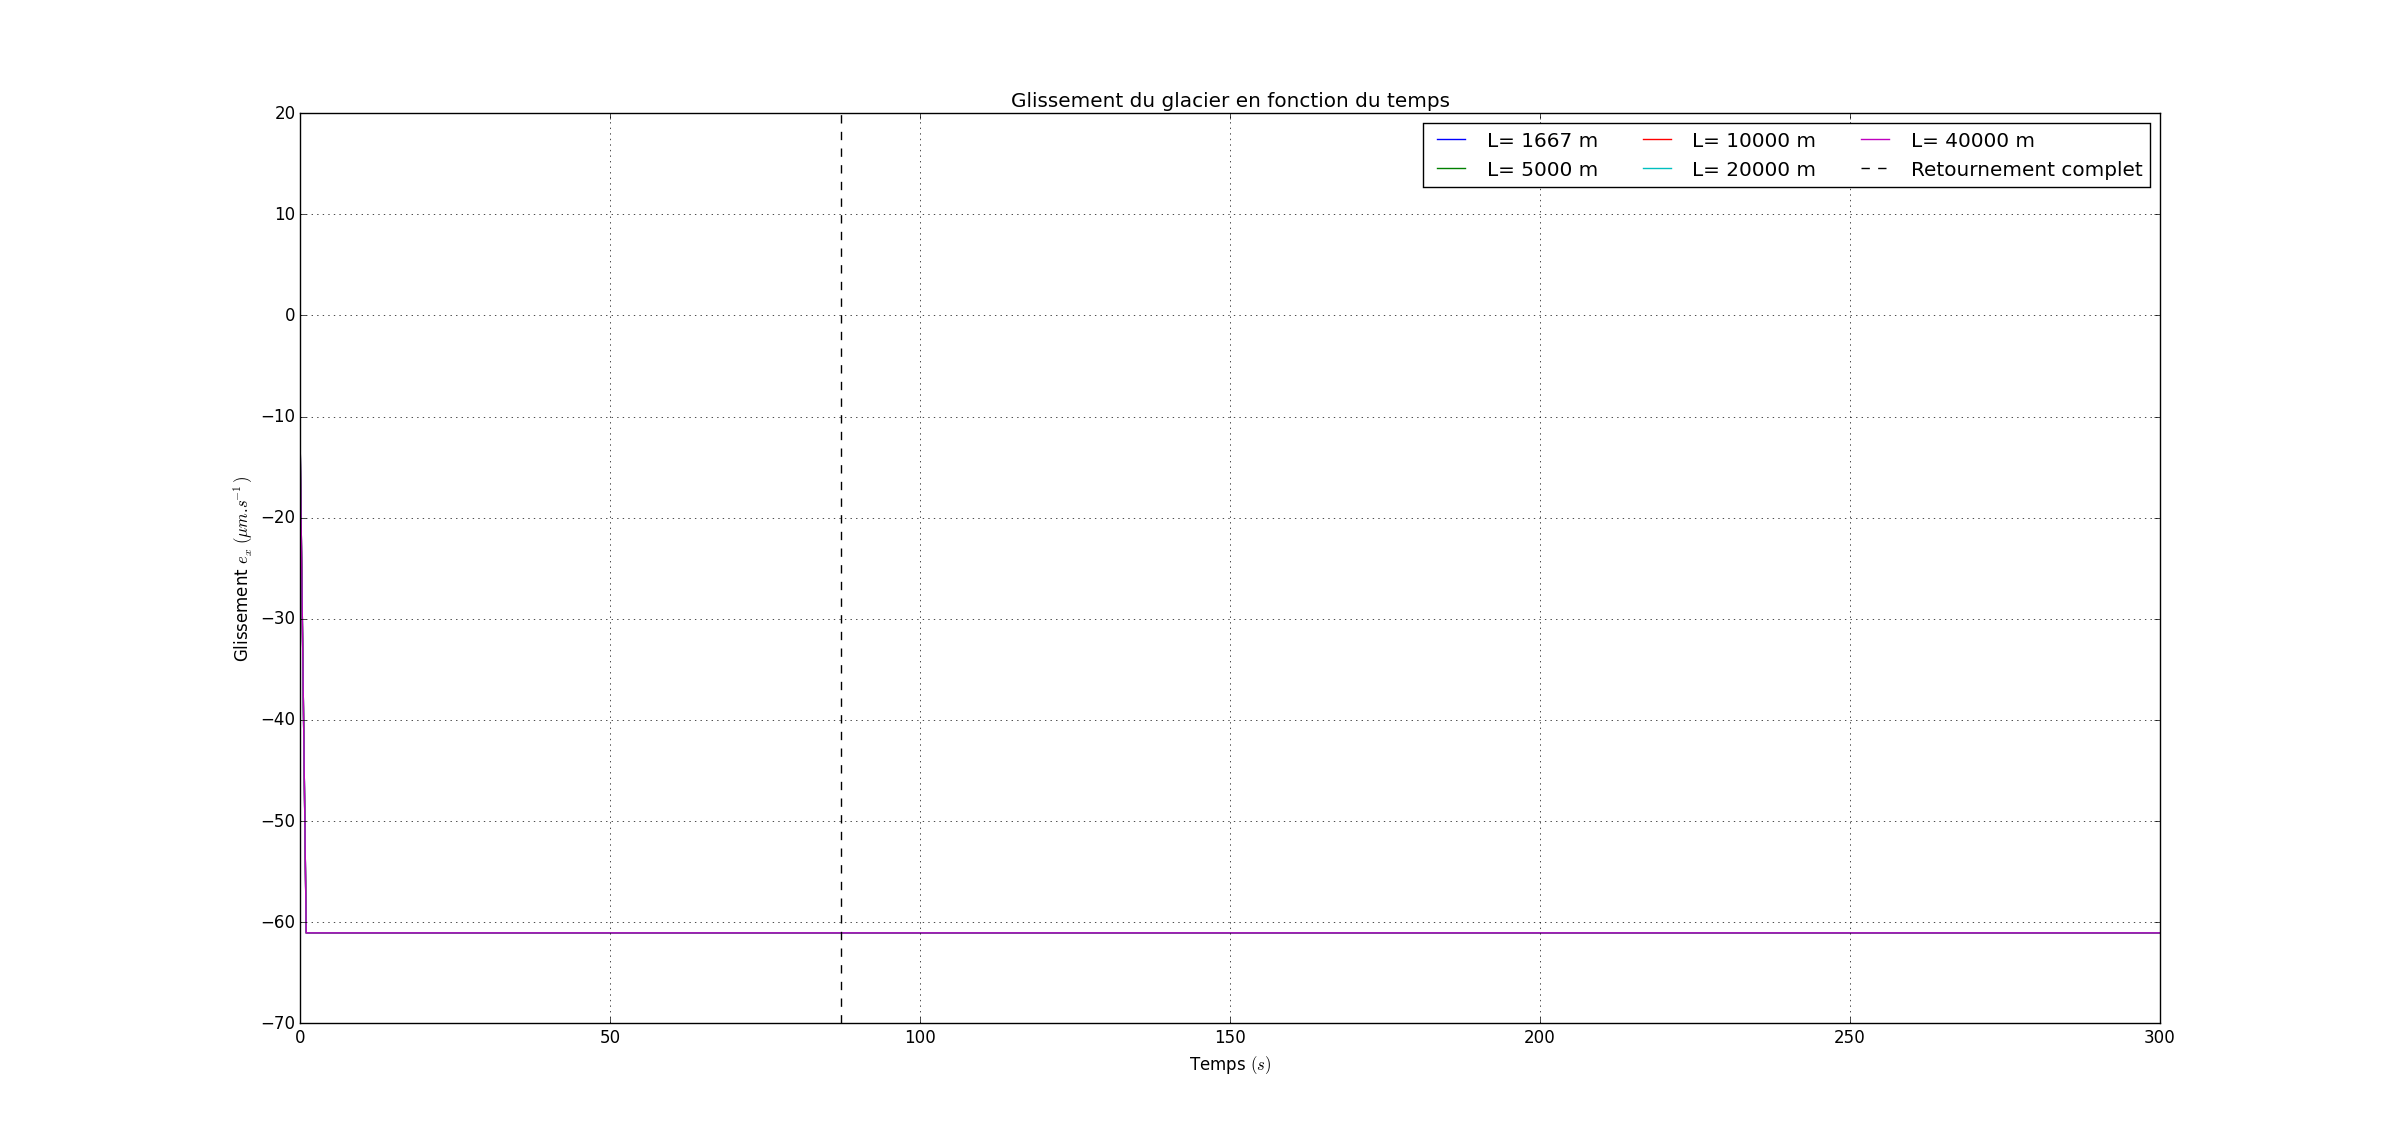 Glissement du glacier en fonction du temps
20
10
0
−10
−20
−30
−40
−50
−60
−70
Glissement e_x (μm.s^{−1})
L= 1667 m
L= 5000 m
L= 10000 m
L= 20000 m
L= 40000 m
Retournement complet
0 50 100 150 200 250 300
Temps (s)